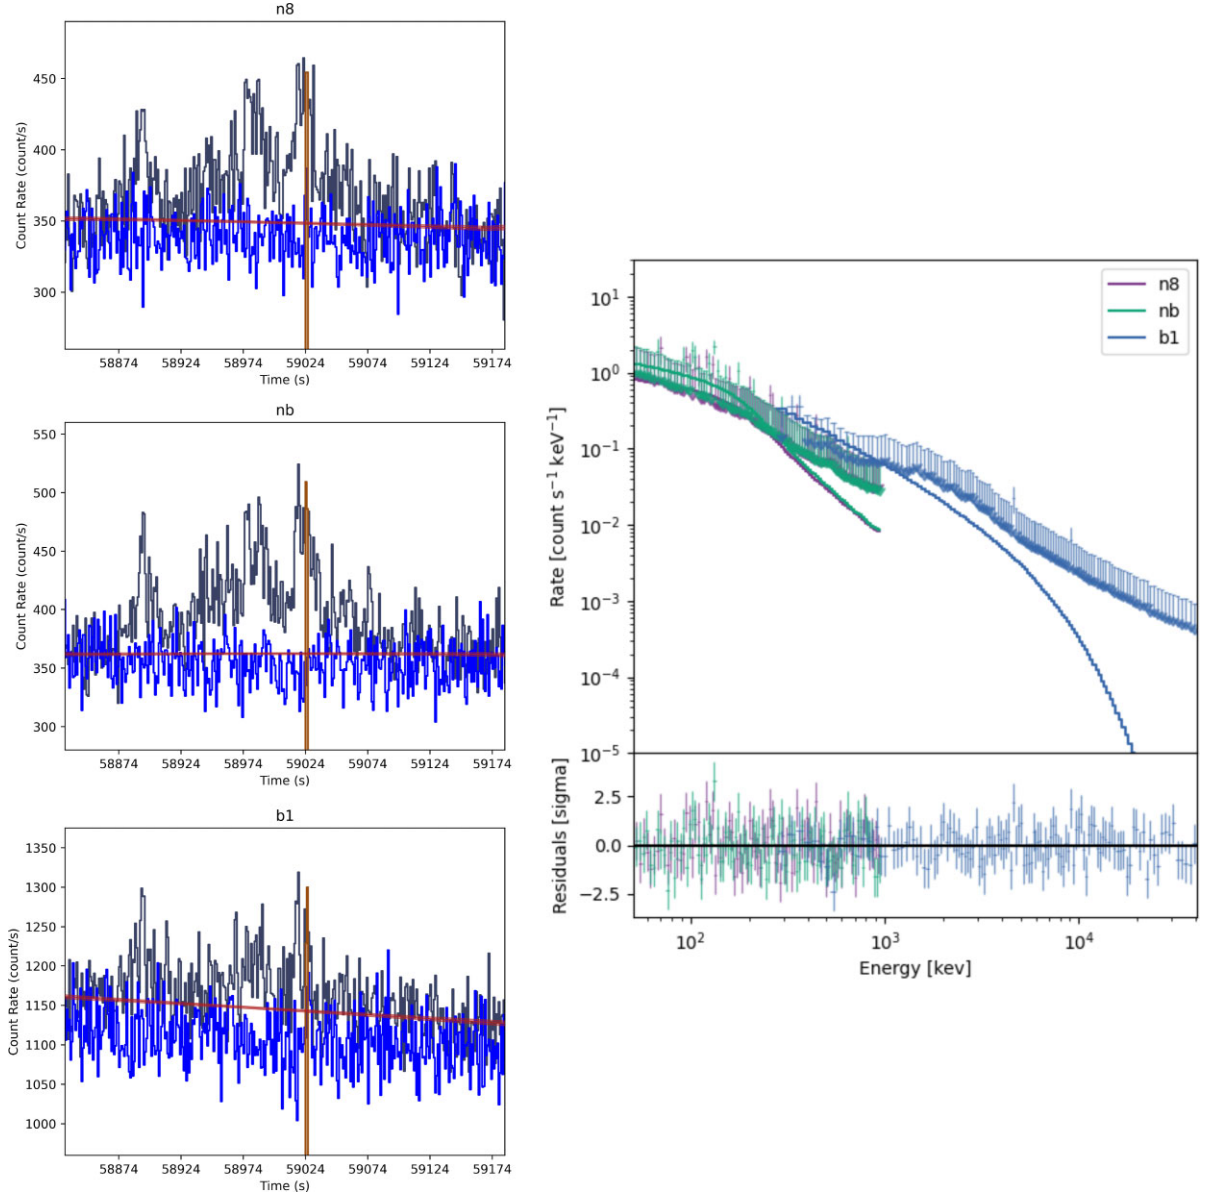 n8
Count Rate (count/s)
450
400
350
300
58874 58924 58974 59024 59074 59124 59174
Time (s)
nb
Count Rate (count/s)
550
500
450
400
350
300
58874 58924 58974 59024 59074 59124 59174
Time (s)
b1
Count Rate (count/s)
1350
1300
1250
1200
1150
1100
1050
1000
58874 58924 58974 59024 59074 59124 59174
Time (s)
n8
nb
b1
Rate [count s⁻¹ keV⁻¹]
10¹
10⁰
10⁻¹
10⁻²
10⁻³
10⁻⁴
10⁻⁵
Residuals [sigma]
2.5
0.0
−2.5
10² 10³ 10⁴
Energy [kev]